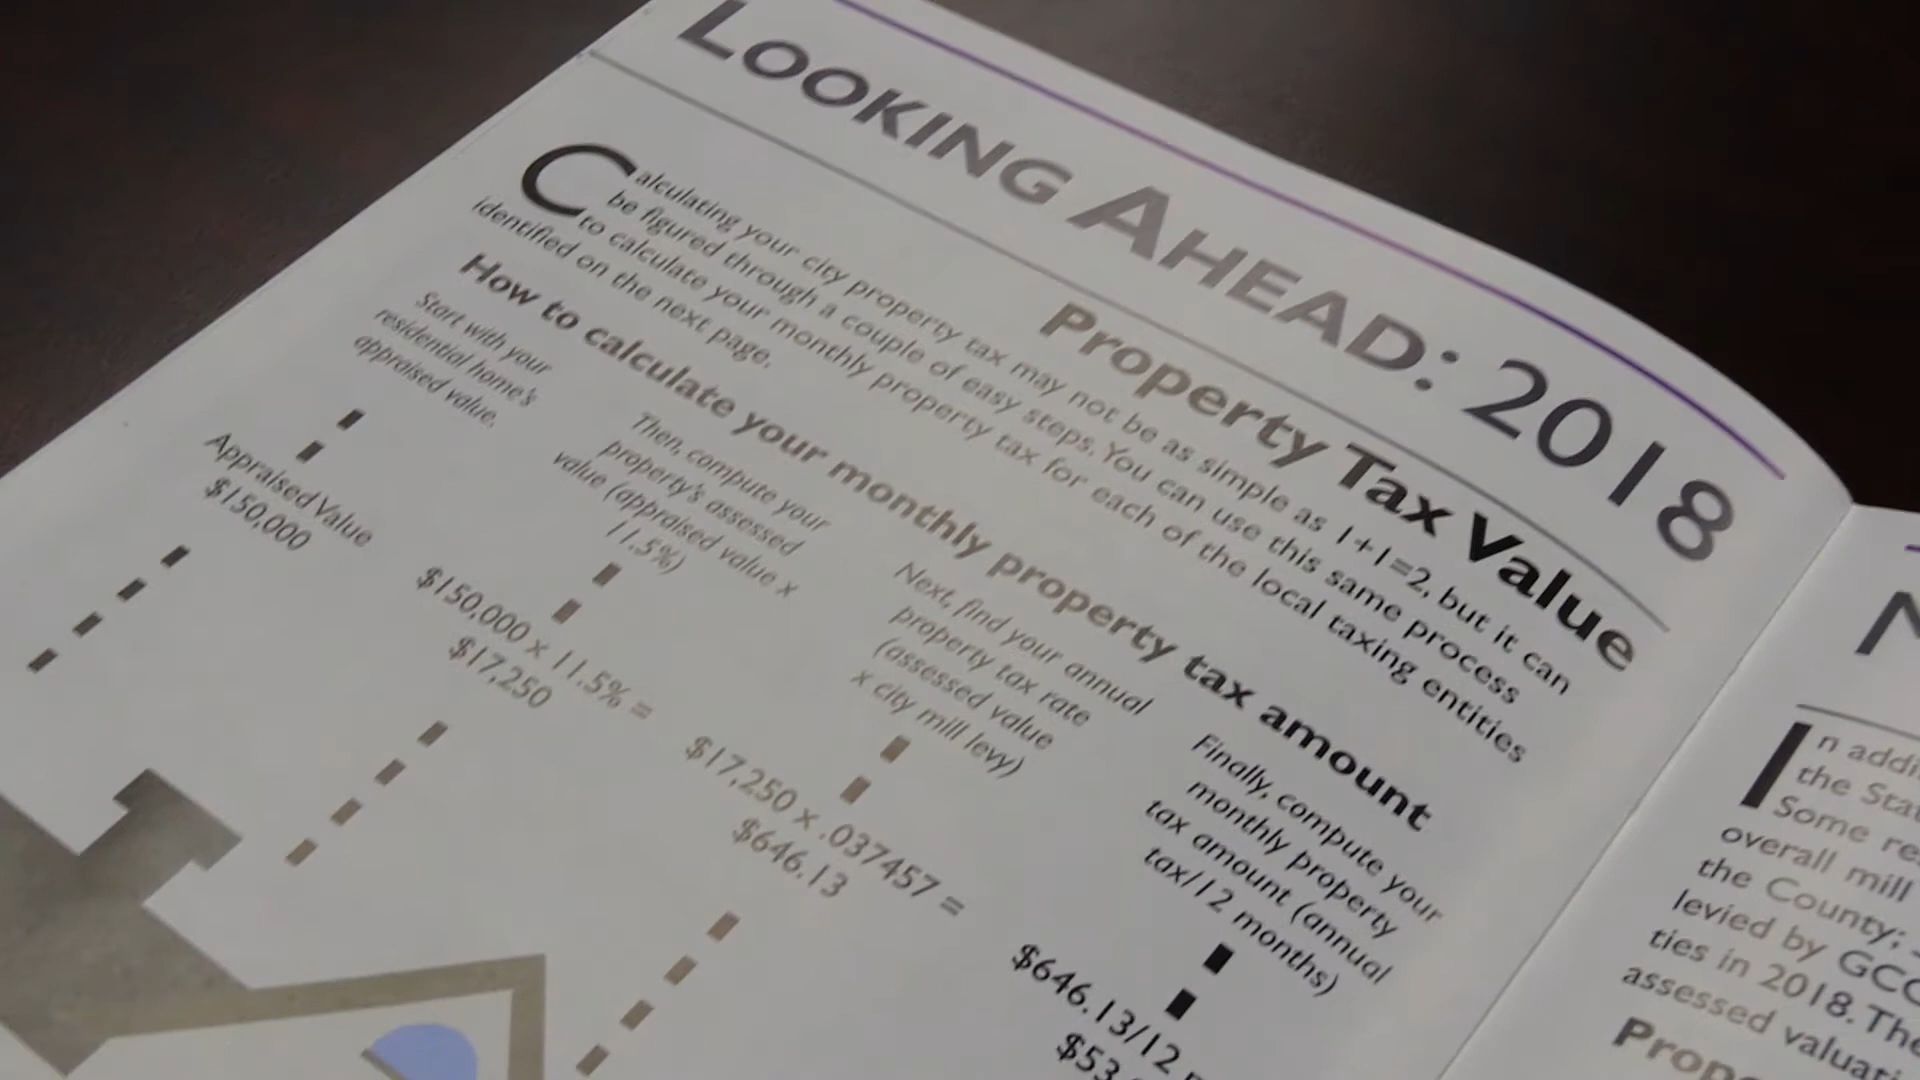 LOOKING AHEAD: 2018
Property Tax Value
Calculating your city property tax may not be as simple as 1+1=2, but it can
be figured through a couple of easy steps. You can use this same process
to calculate your monthly property tax for each of the local taxing entities
identified on the next page.
How to calculate your monthly property tax amount
Start with your
residential home's
appraised value.
Appraised Value
$150,000
Then, compute your
property's assessed
value (appraised value x
11.5%)
$150,000 x 11.5% =
$17,250
Next, find your annual
property tax rate
(assessed value
x city mill levy)
$17,250 x .037457 =
$646.13
Finally, compute your
monthly property
tax amount (annual
tax/12 months)
$646.13/12 =
$53
N
In addi
the Stat
Some re
overall mill
the County;
levied by GCC
ties in 2018. The
assessed valuati
Prope